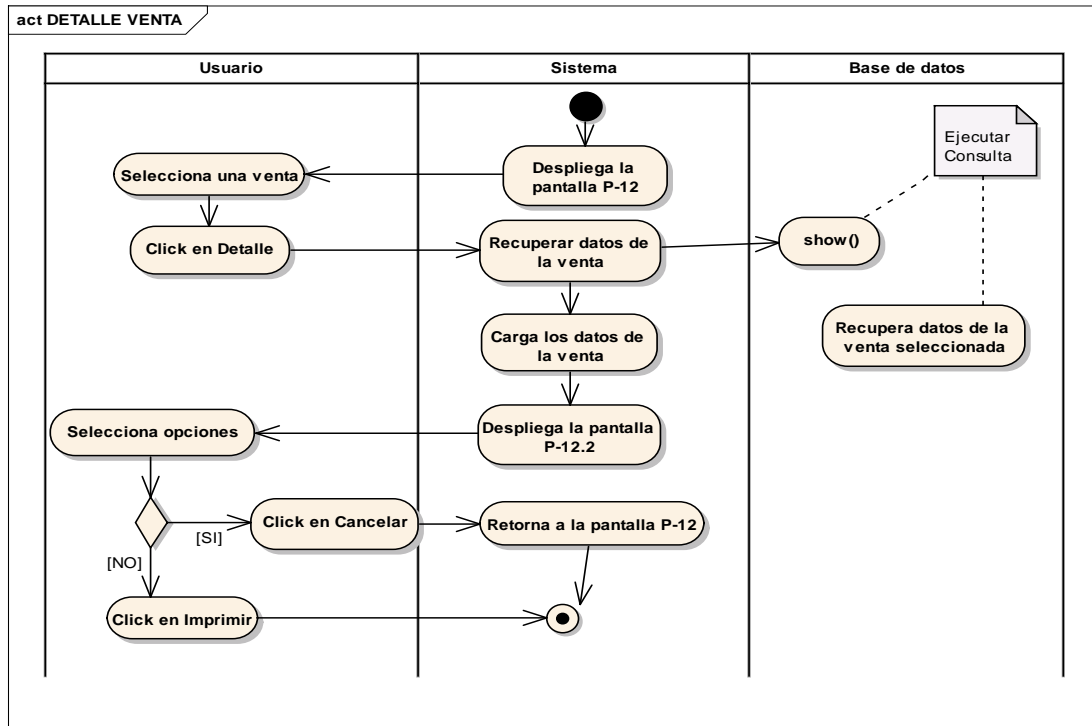 act DETALLE VENTA
Usuario
Sistema
Base de datos
Ejecutar
Consulta
Despliega la
pantalla P-12
Selecciona una venta
Click en Detalle
Recuperar datos de
la venta
show()
Carga los datos de
la venta
Recupera datos de la
venta seleccionada
Selecciona opciones
Despliega la pantalla
P-12.2
[SI]
Click en Cancelar
Retorna a la pantalla P-12
[NO]
Click en Imprimir